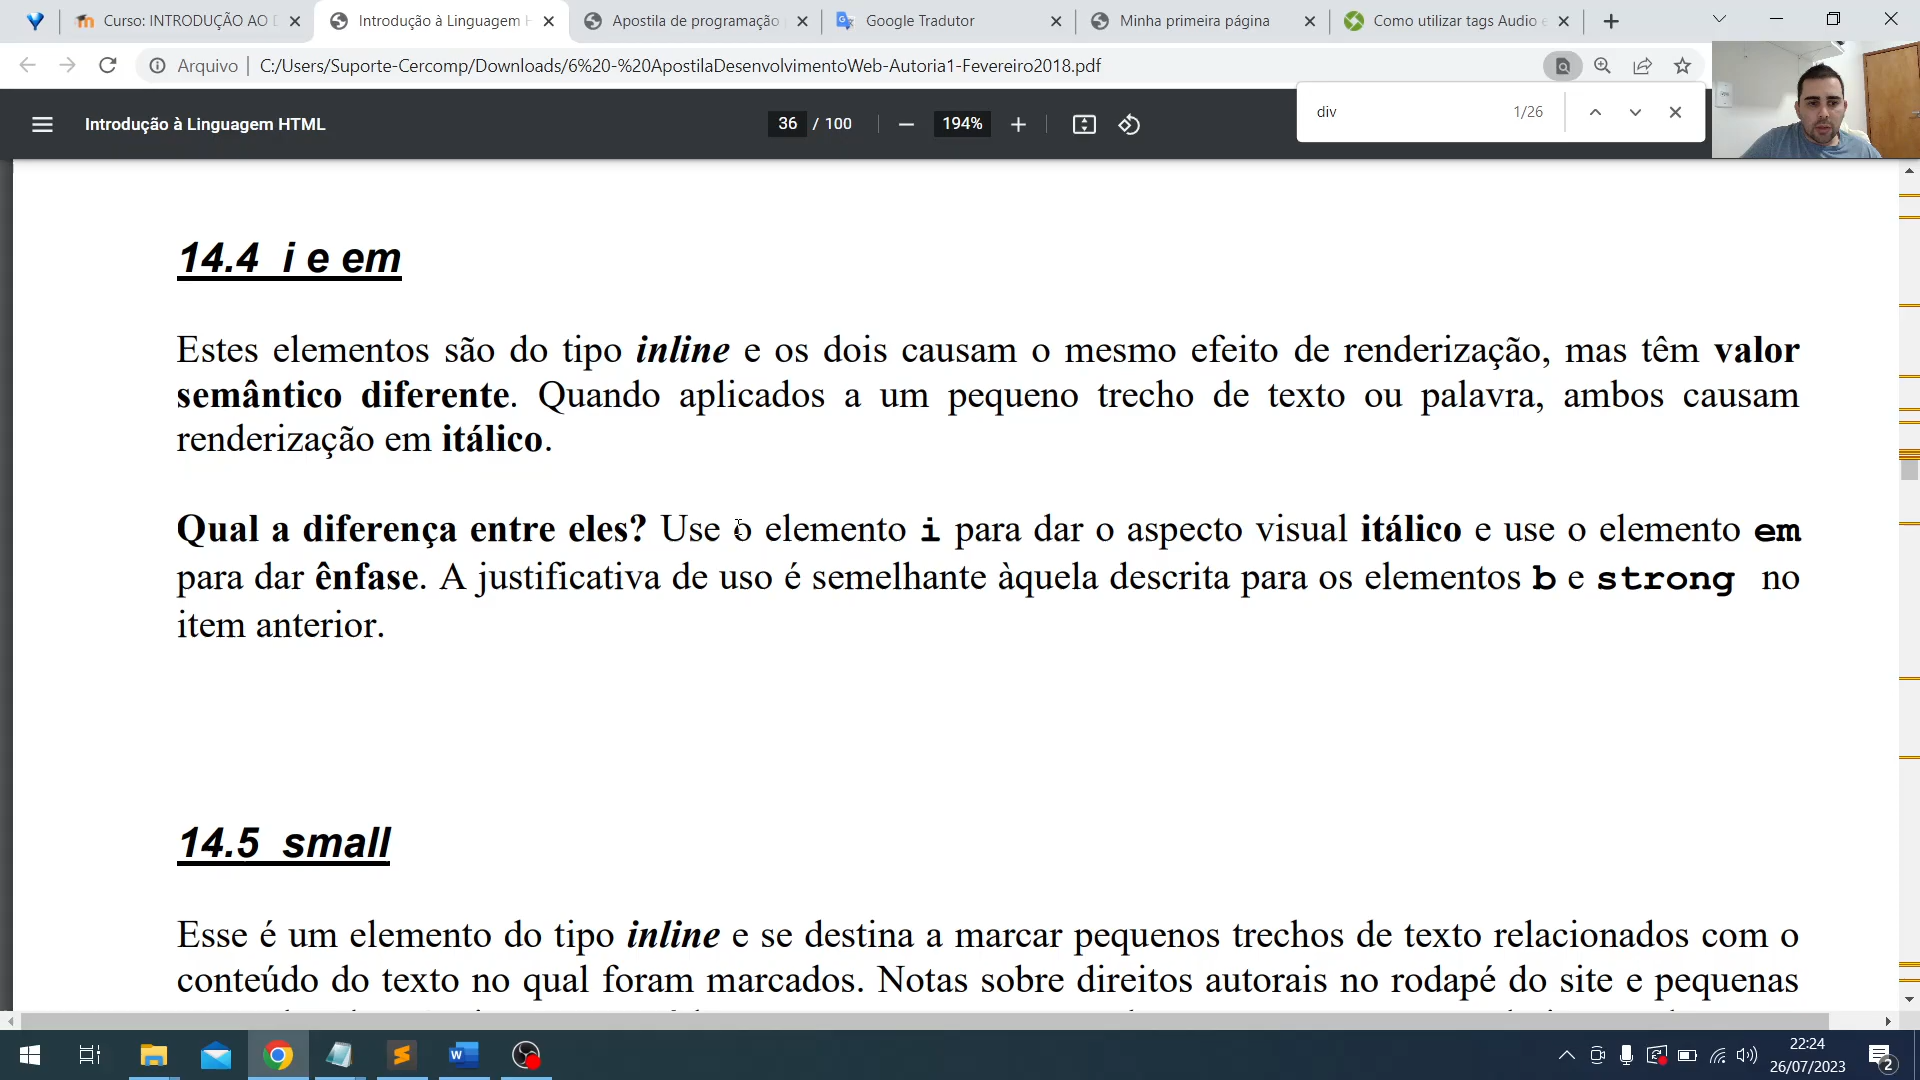 Curso: INTRODUÇÃO AO D
Introdução à Linguagem H
Apostila de programação
Google Tradutor
Minha primeira página
Como utilizar tags Audio e
Arquivo
C:/Users/Suporte-Cercomp/Downloads/6%20-%20ApostilaDesenvolvimentoWeb-Autoria1-Fevereiro2018.pdf
div
1/26
Introdução à Linguagem HTML
36 / 100
194%
14.4 i e em
Estes elementos são do tipo inline e os dois causam o mesmo efeito de renderização, mas têm valor
semântico diferente. Quando aplicados a um pequeno trecho de texto ou palavra, ambos causam
renderização em itálico.
Qual a diferença entre eles? Use o elemento i para dar o aspecto visual itálico e use o elemento em
para dar ênfase. A justificativa de uso é semelhante àquela descrita para os elementos b e strong no
item anterior.
14.5 small
Esse é um elemento do tipo inline e se destina a marcar pequenos trechos de texto relacionados com o
conteúdo do texto no qual foram marcados. Notas sobre direitos autorais no rodapé do site e pequenas
22:24
26/07/2023
2